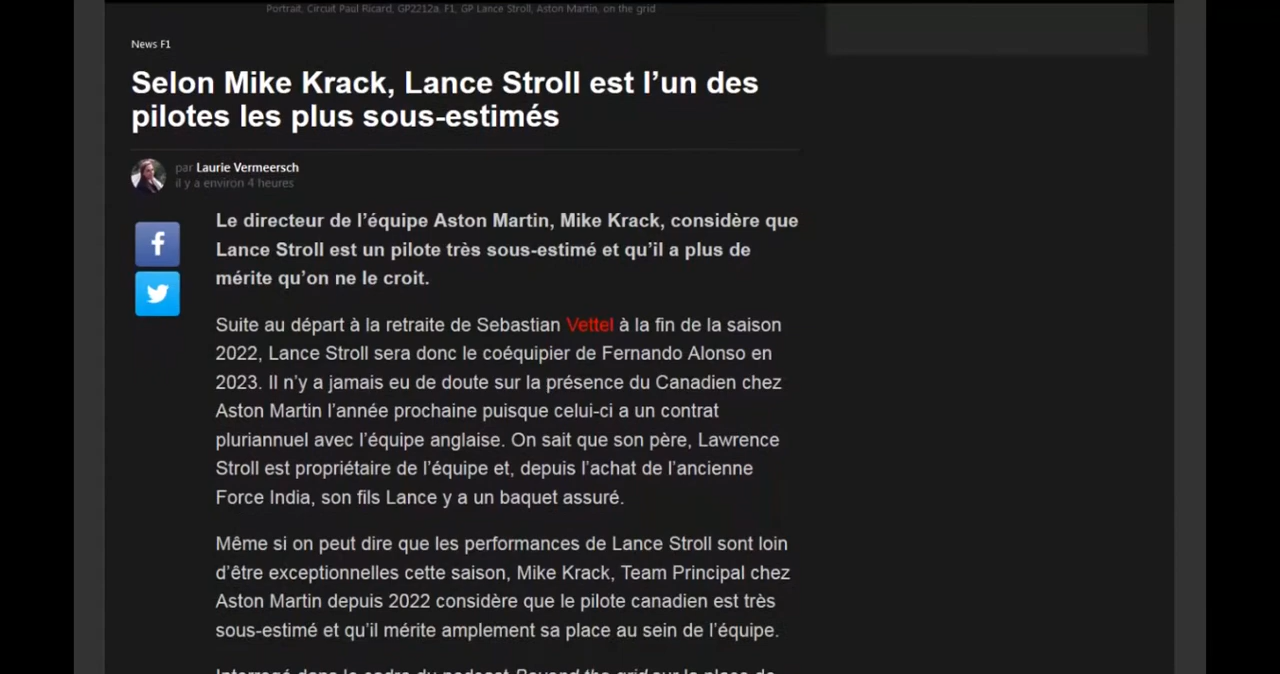 Portrait, Circuit Paul Ricard, GP2212a, F1, GP Lance Stroll, Aston Martin, on the grid
News F1
Selon Mike Krack, Lance Stroll est l’un des
pilotes les plus sous-estimés
par Laurie Vermeersch
il y a environ 4 heures
Le directeur de l’équipe Aston Martin, Mike Krack, considère que
Lance Stroll est un pilote très sous-estimé et qu’il a plus de
mérite qu’on ne le croit.
Suite au départ à la retraite de Sebastian Vettel à la fin de la saison
2022, Lance Stroll sera donc le coéquipier de Fernando Alonso en
2023. Il n’y a jamais eu de doute sur la présence du Canadien chez
Aston Martin l’année prochaine puisque celui-ci a un contrat
pluriannuel avec l’équipe anglaise. On sait que son père, Lawrence
Stroll est propriétaire de l’équipe et, depuis l’achat de l’ancienne
Force India, son fils Lance y a un baquet assuré.
Même si on peut dire que les performances de Lance Stroll sont loin
d’être exceptionnelles cette saison, Mike Krack, Team Principal chez
Aston Martin depuis 2022 considère que le pilote canadien est très
sous-estimé et qu’il mérite amplement sa place au sein de l’équipe.
Interrogé dans le cadre du podcast Beyond the grid sur la place de